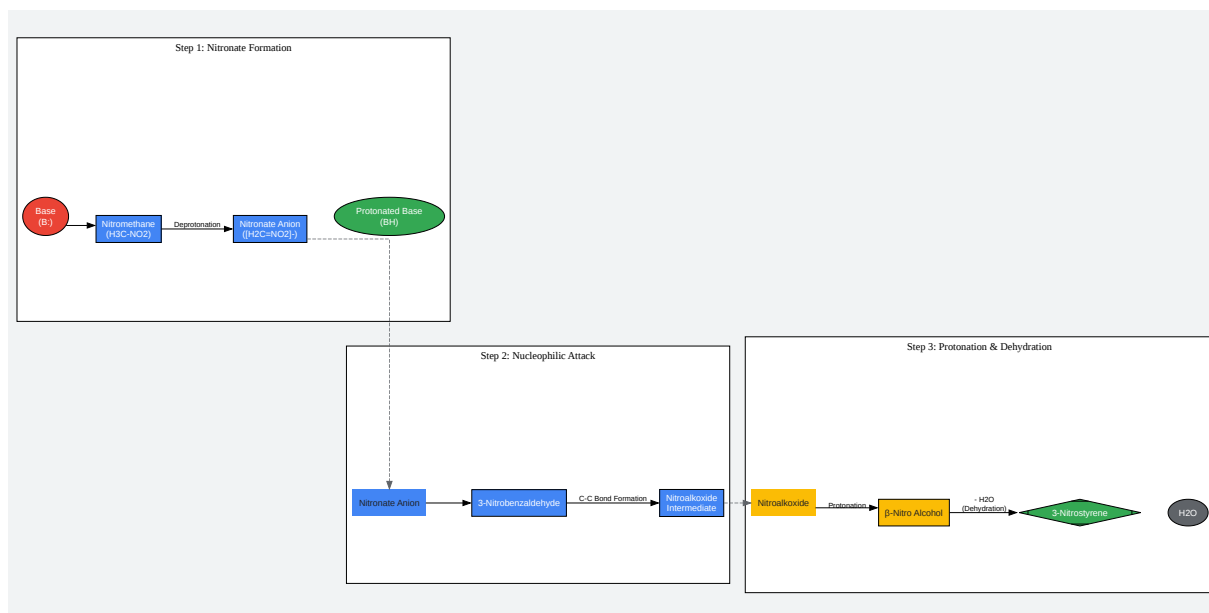 Step 1: Nitronate Formation
Base
(B:)
Nitromethane
(H3C-NO2)
Deprotonation
Nitronate Anion
([H2C=NO2]-)
Protonated Base
(BH)
Step 2: Nucleophilic Attack
Nitronate Anion
3-Nitrobenzaldehyde
C-C Bond Formation
Nitroalkoxide
Intermediate
Step 3: Protonation & Dehydration
Nitroalkoxide
Protonation
β-Nitro Alcohol
- H2O
(Dehydration)
3-Nitrostyrene
H2O